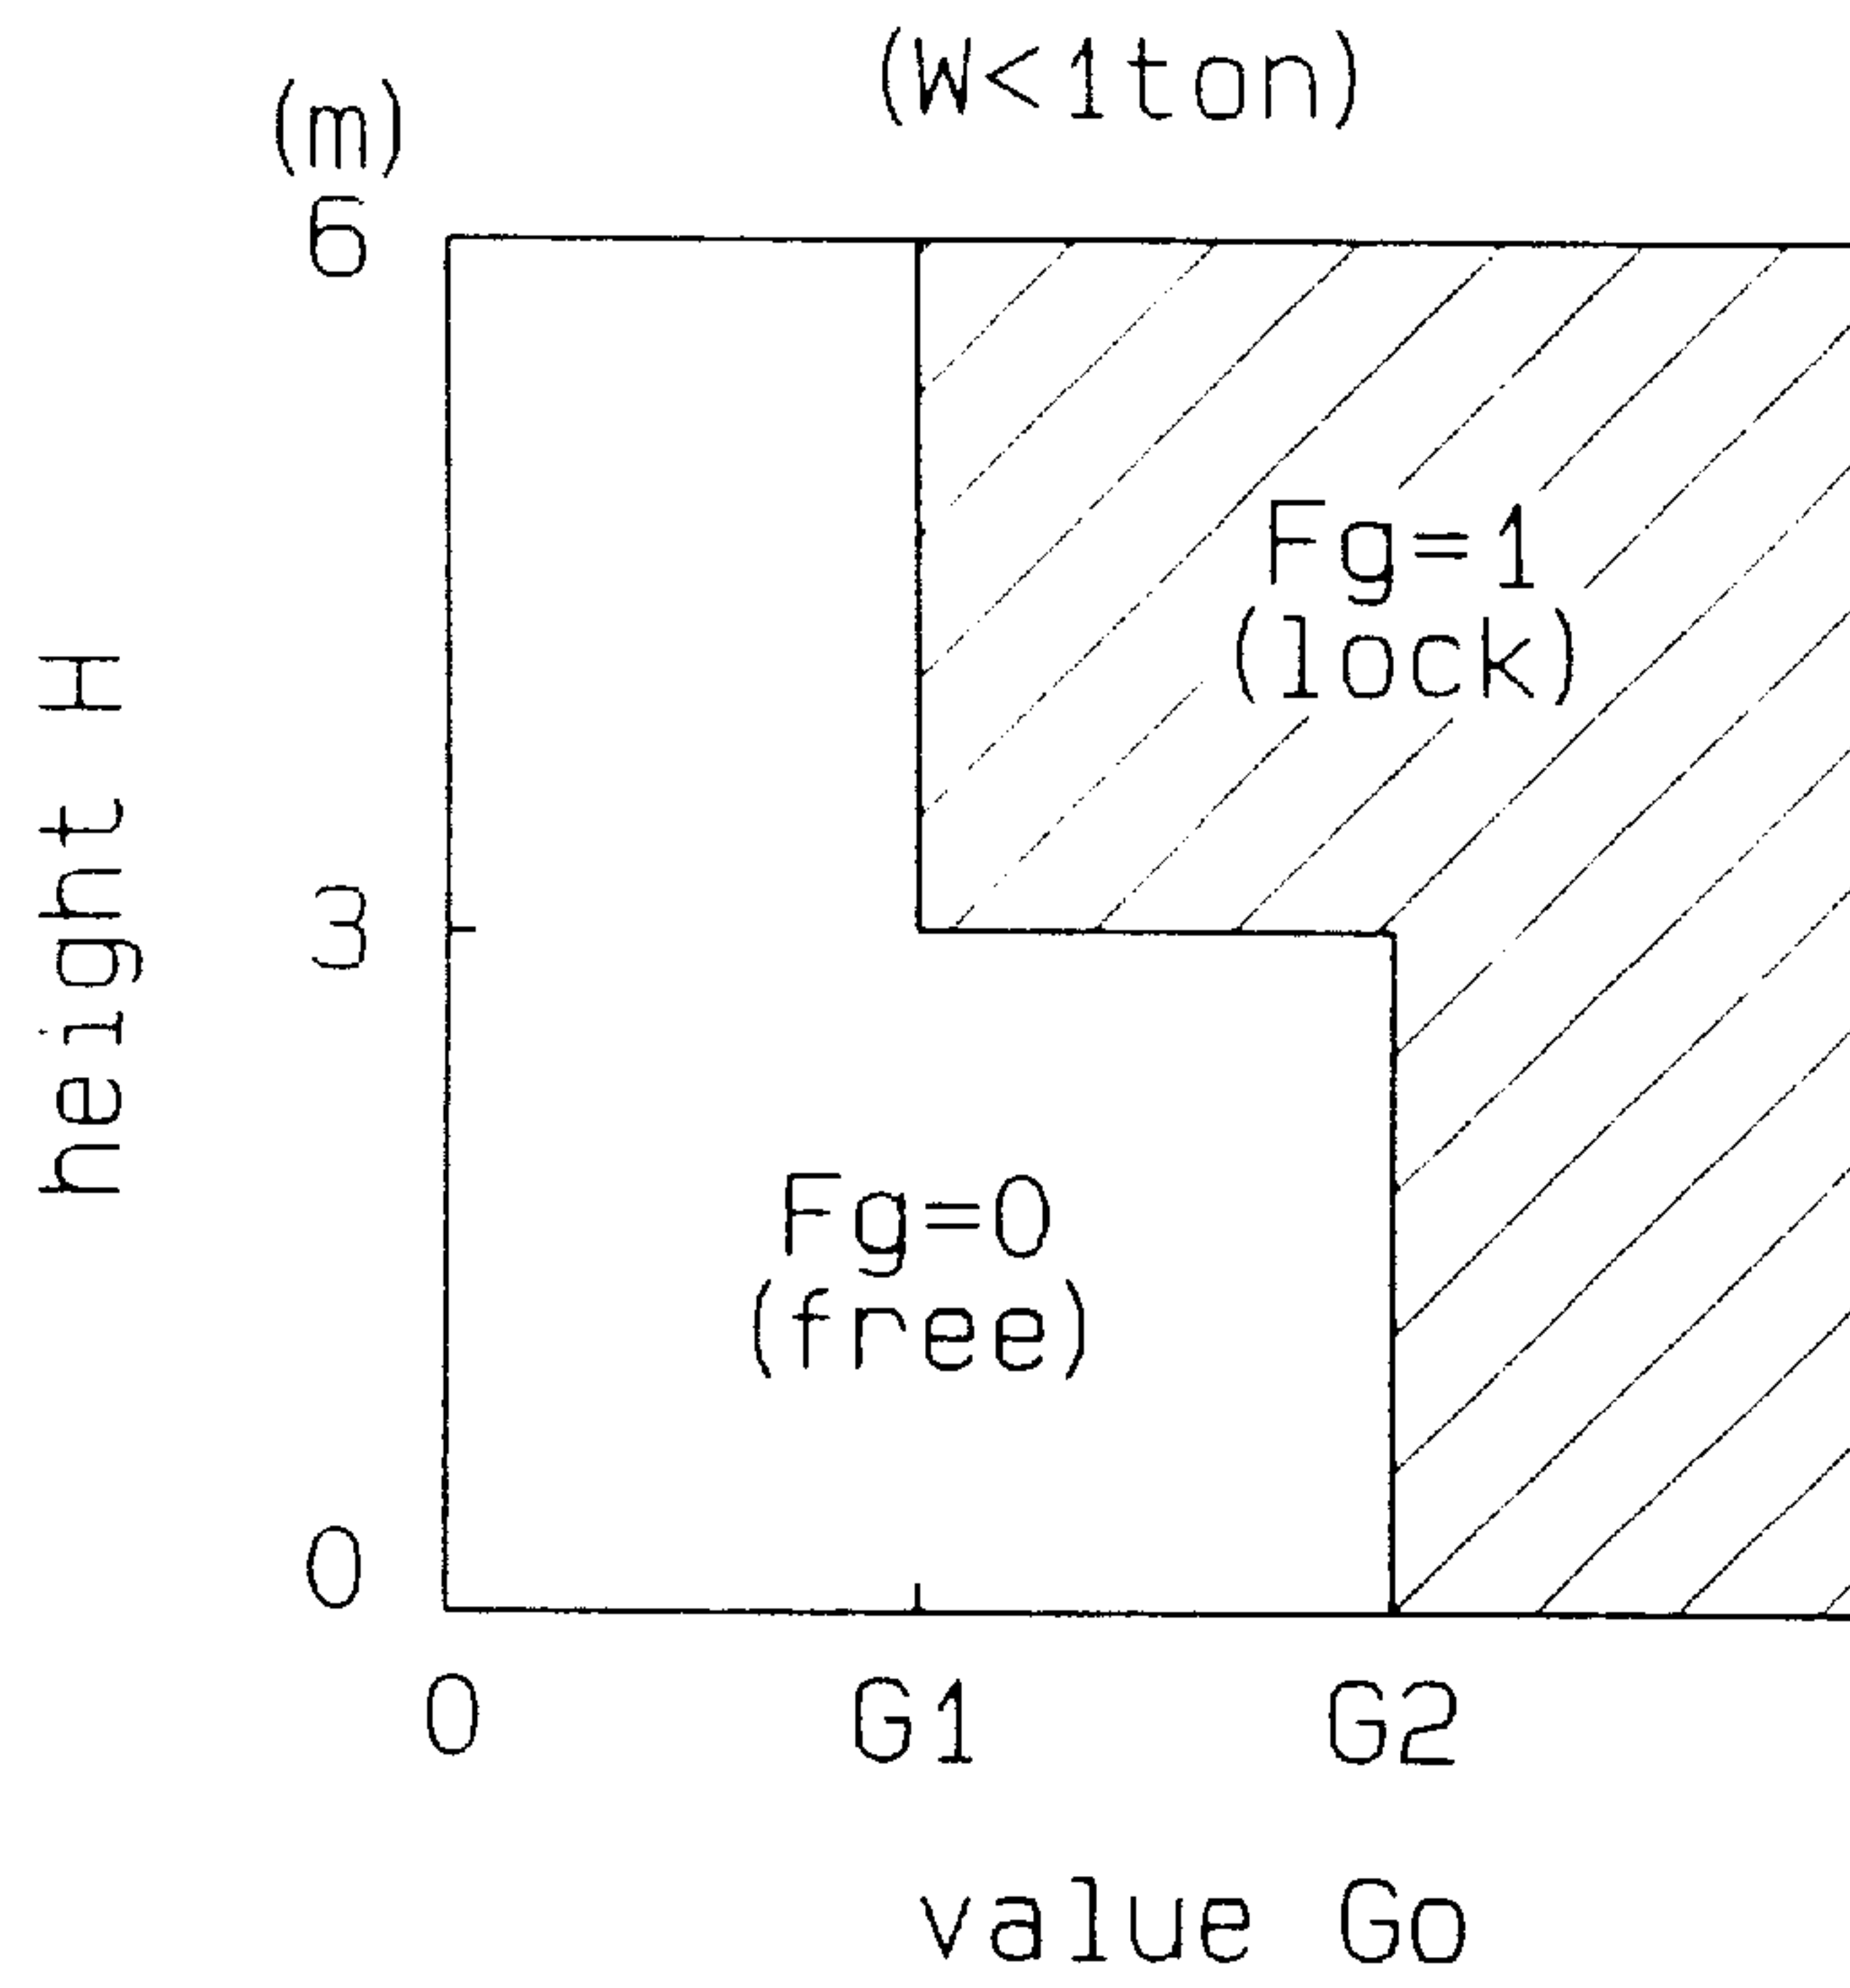 (W<1ton)
(m)
6
Fg=1
(lock)
height H
3
Fg=0
(free)
0
0 G1 G2
value Go